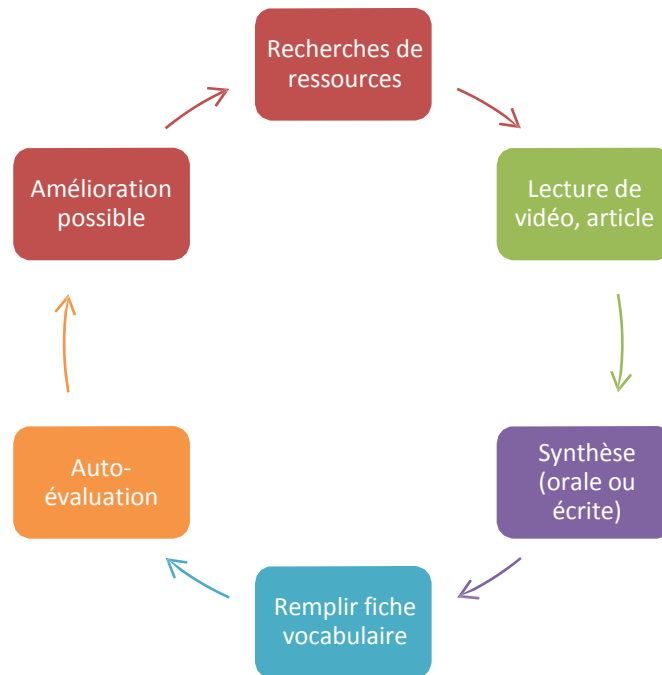 Recherches de
ressources
Lecture de
vidéo, article
Synthèse
(orale ou
écrite)
Remplir fiche
vocabulaire
Auto-
évaluation
Amélioration
possible